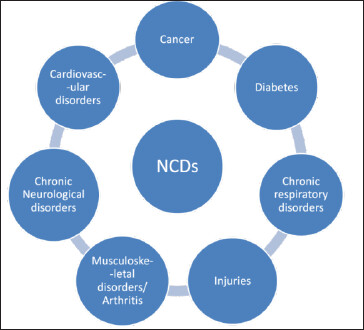 Cancer
Diabetes
Chronic
respiratory
disorders
Injuries
Musculoske-
-letal
disorders/
Arthritis
Chronic
Neurological
disorders
Cardiovasc-
-ular
disorders
NCDs